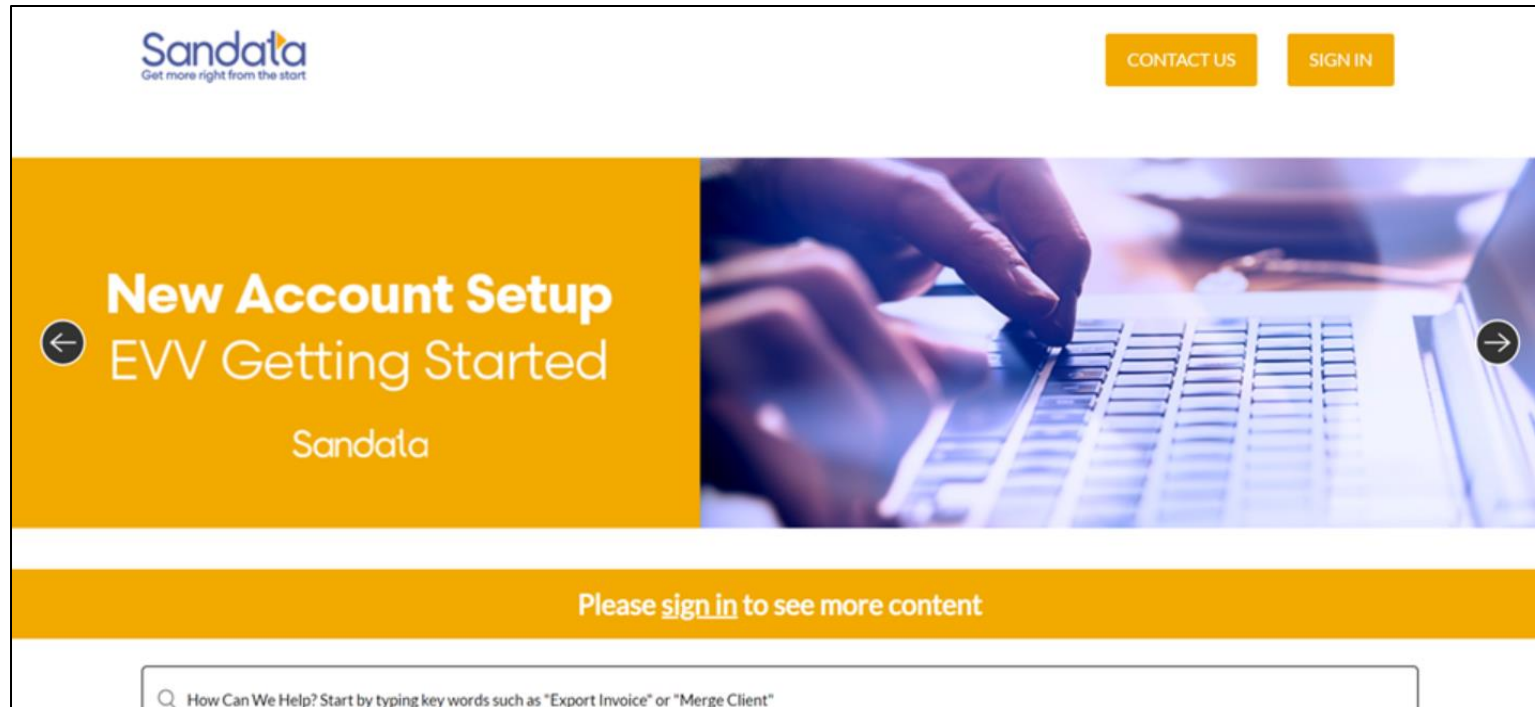 Sandata
Get more right from the start
CONTACT US
SIGN IN
New Account Setup
EVV Getting Started
Sandata
Please sign in to see more content
How Can We Help? Start by typing key words such as "Export Invoice" or "Merge Client"